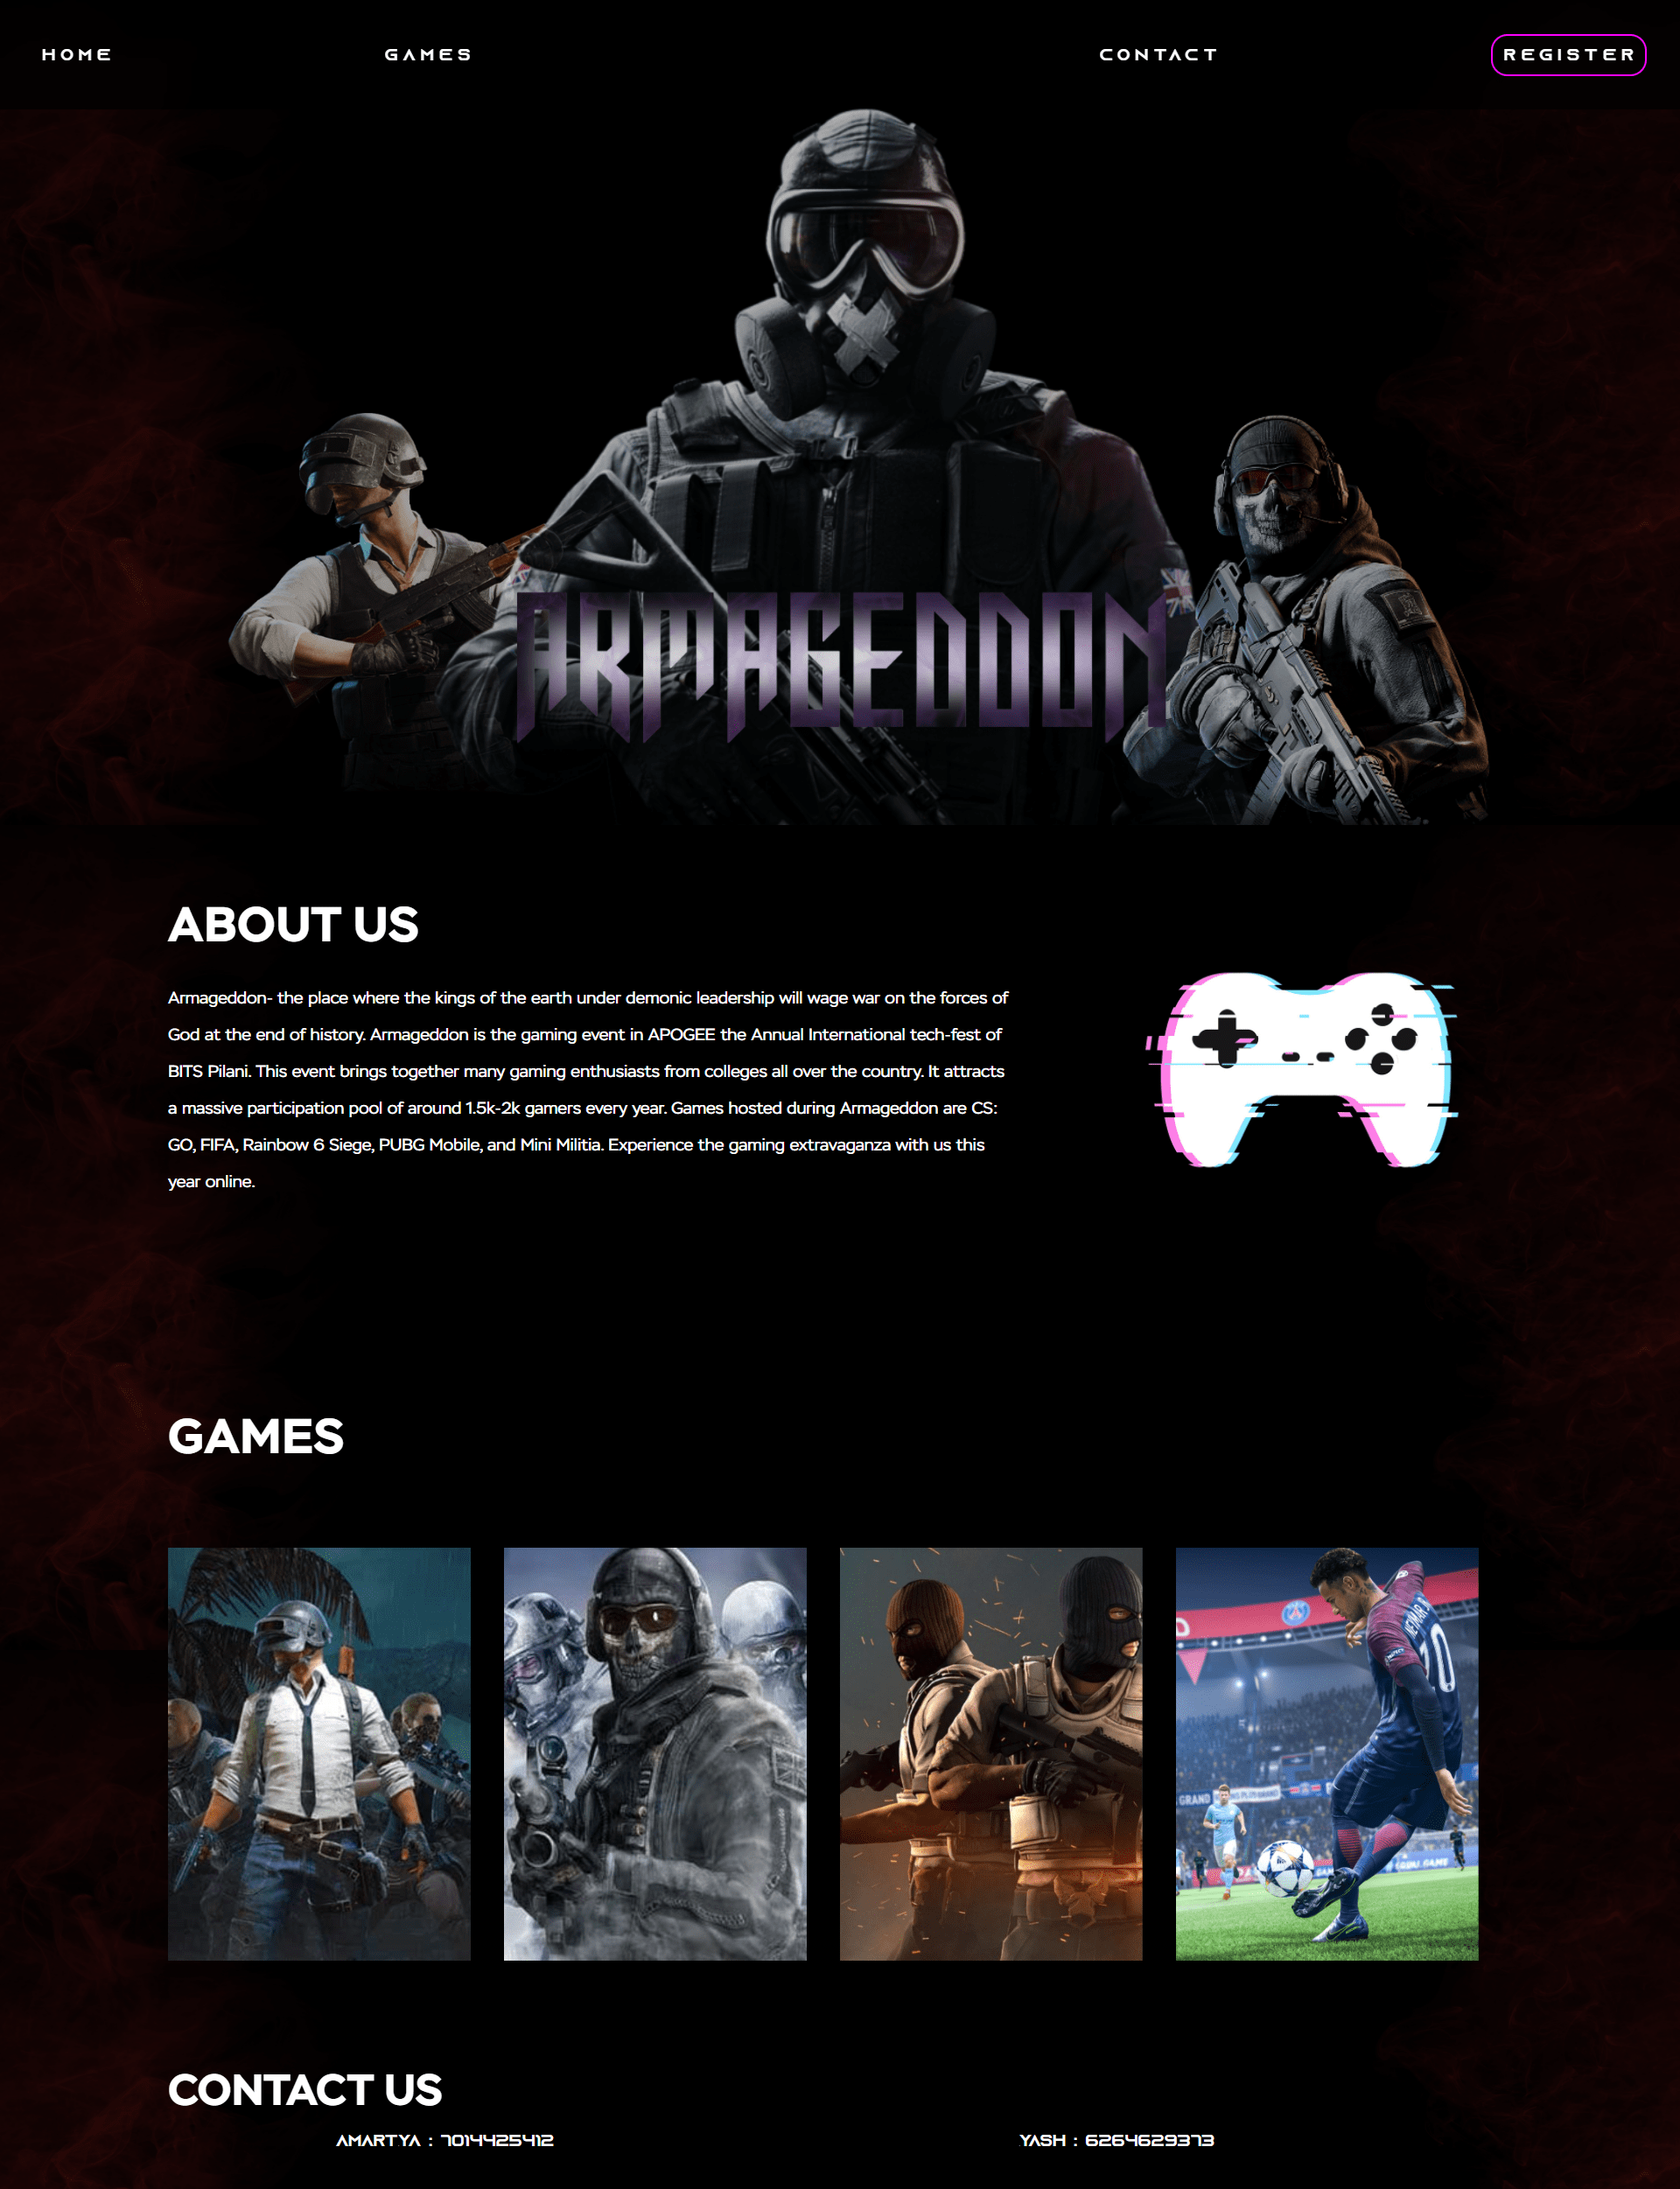 HOME
GAMES
CONTACT
REGISTER
ARMAGEDDON
ABOUT US
Armageddon- the place where the kings of the earth under demonic leadership will wage war on the forces of
God at the end of history. Armageddon is the gaming event in APOGEE the Annual International tech-fest of
BITS Pilani. This event brings together many gaming enthusiasts from colleges all over the country. It attracts
a massive participation pool of around 1.5k-2k gamers every year. Games hosted during Armageddon are CS:
GO, FIFA, Rainbow 6 Siege, PUBG Mobile, and Mini Militia. Experience the gaming extravaganza with us this
year online.
GAMES
NEYMAR JR
10
GRAND
CONTACT US
AMARTYA : 7014425412
YASH : 6264629373